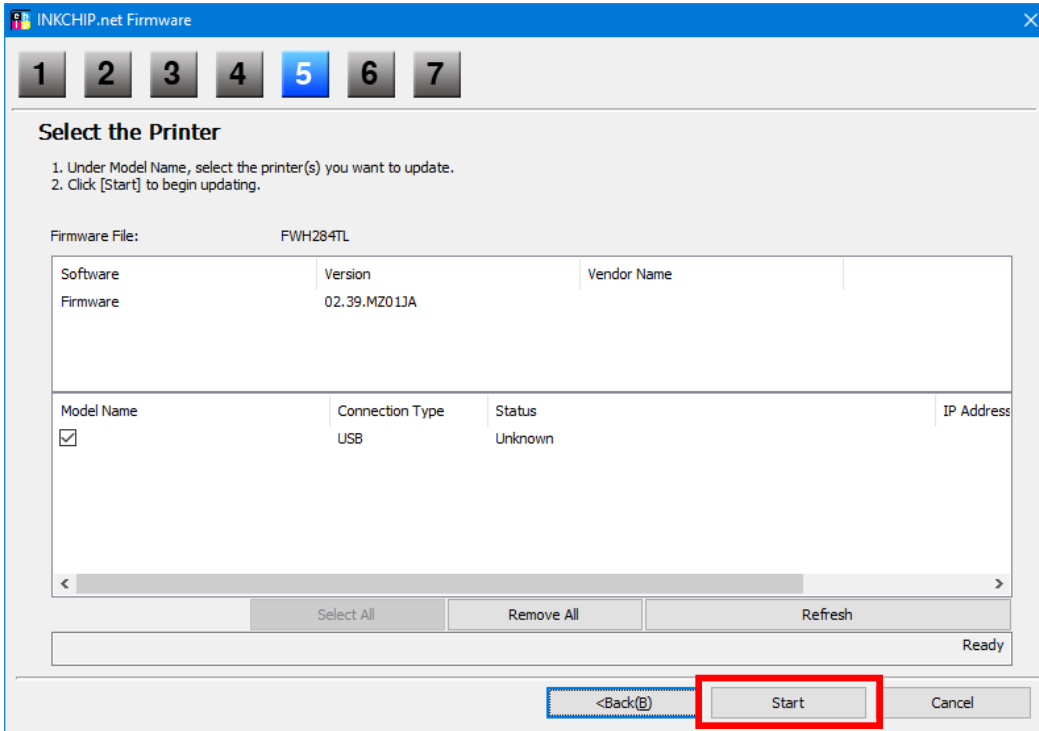 INKCHIP.net Firmware
1 2 3 4 5 6 7
Select the Printer
1. Under Model Name, select the printer(s) you want to update.
2. Click [Start] to begin updating.
Firmware File: FWH284TL
Software Version Vendor Name
Firmware 02.39.MZ01JA
Model Name Connection Type Status IP Address
USB Unknown
Select All Remove All Refresh
Ready
<Back(B) Start Cancel